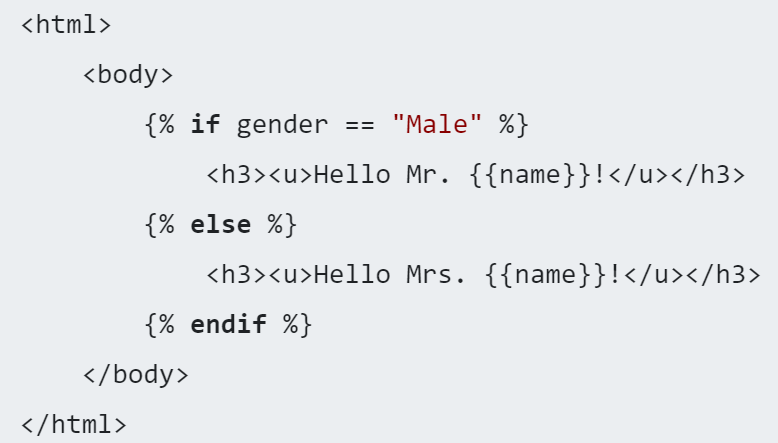 <html>
    <body>
        {% if gender == "Male" %}
            <h3><u>Hello Mr. {{name}}!</u></h3>
        {% else %}
            <h3><u>Hello Mrs. {{name}}!</u></h3>
        {% endif %}
    </body>
</html>